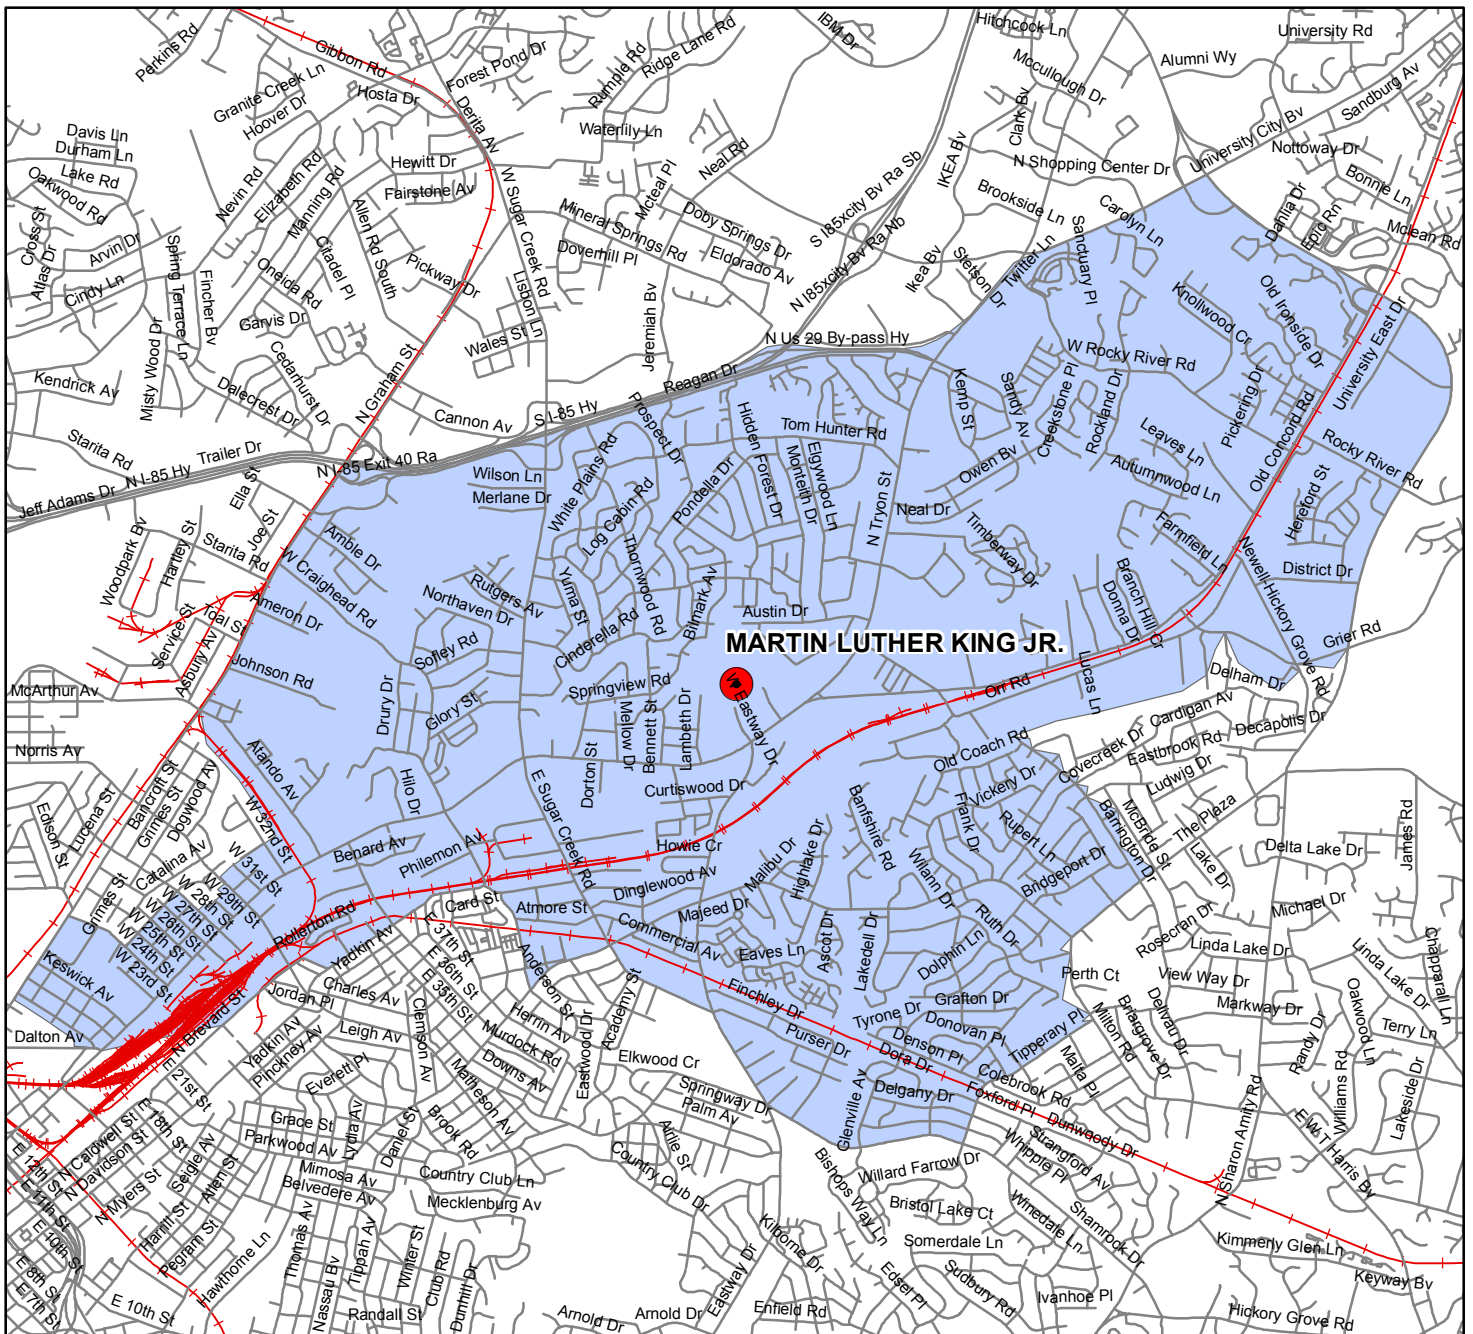 Perkins Rd
Gibbon Rd
Forest Pond Dr
Rumple Rd
Ridge Lane Rd
IBM Dr
Hitchcock Ln
University Rd
Alumni Wy
Mccullough Dr
Sandburg Av
Granite Creek Ln
Hosta Dr
Hoover Dr
Derita Av
Waterlily Ln
Neal Rd
Clark Bv
University City Bv
Nottoway Dr
Davis Ln
Durham Ln
Lake Rd
Oakwood Rd
Nevin Rd
Elizabeth Rd
Manning Rd
Hewitt Dr
Fairstone Av
Allen Rd South
W Sugar Creek Rd
Mcteal Pl
Mineral Springs Rd
Doby Springs Dr
Doverhill Pl
Eldorado Av
S I85xcity Bv Ra Sb
N I85xcity Bv Ra Nb
IKEA Bv
N Shopping Center Dr
Brookside Ln
Carolyn Ln
Bonnie Ln
Dahlia Dr
Epic Rn
Mclean Rd
Cross St
Atlas Dr
Arvin Dr
Cindy Ln
Spring Terrace Ln
Fincher Bv
Oneida Rd
Citadel Pl
Pickway Dr
Lisbon Ln
Garvis Dr
Wales St
Jeremiah Bv
Ikea Bv
Stetson Dr
Twitter Ln
Sanctuary Pl
Knollwood Cr
Old Ironside Dr
University East Dr
N Us 29 By-pass Hy
W Rocky River Rd
Misty Wood Dr
Kendrick Av
Dalecrest Dr
Cedarhurst Dr
N Graham St
Cannon Av
Reagan Dr
S I-85 Hy
Prospect Dr
Hidden Forest Dr
Tom Hunter Rd
Kemp St
Sandy Av
Creekstone Pl
Rockland Dr
Pickering Dr
Leaves Ln
Old Concord Rd
Rocky River Rd
Starita Rd
Trailer Dr
N I-85 Hy
N I-85 Exit 40 Ra
Jeff Adams Dr
Ella St
Joe St
Wilson Ln
Merlane Dr
White Plains Rd
Log Cabin Rd
Pondella Dr
Monteith Dr
Elgywood Ln
N Tryon St
Owen Bv
Neal Dr
Autumnwood Ln
Hereford St
Woodpark Bv
Hartley St
Starita Rd
Amble Dr
W Craighead Rd
Thornwood Rd
Timberway Dr
Farmfield Ln
Newell-Hickory Grove Rd
District Dr
Service St
Toal St
Ameron Dr
Northaven Dr
Rutgers Av
Yuma St
Bilmark Av
Austin Dr
Branch Hill Cr
Donna Dr
Grier Rd
Asbury Av
Johnson Rd
Sofley Rd
Cinderella Rd
MARTIN LUTHER KING JR.
McArthur Av
Drury Dr
Glory St
Springview Rd
W Eastway Dr
Orr Rd
Lucas Ln
Delham Dr
Norris Av
Atando Av
Mellow Dr
Bennett St
Lambeth Dr
Dorton St
Curtiswood Dr
Old Coach Rd
Covecreek Dr
Cardigan Av
Eastbrook Rd
Decapolis Dr
Edison St
Lucena St
Bancroft St
Grimes St
Dogwood Av
Hilo Dr
E Sugar Creek Rd
Vickery Dr
Ludwig Dr
W 32nd St
Benard Av
Philemon Av
Howie Cr
Banfshire Rd
Frank Dr
Rupert Ln
Barrington Dr
McBride St
The Plaza
James Rd
Catalina Av
W 31st St
Dinglewood Av
Malibu Dr
Highlake Dr
Wilann Dr
Bridgeport Dr
Lake Dr
Delta Lake Dr
Grimes St
W 29th St
W 28th St
W 27th St
W 26th St
W 25th St
W 24th St
W 23rd St
Keswick Av
Rollerton Rd
Card St
Atmore St
Majeed Dr
Commercial Av
Ruth Dr
Rosecran Dr
Michael Dr
Linda Lake Dr
Yadkin Av
E 37th St
E 36th St
E 35th St
Anderson St
Eaves Ln
Ascot Dr
Lakedell Dr
Dolphin Ln
Perth Ct
View Way Dr
Linda Lake Dr
Chapparall Ln
Dalton Av
N Brevard St
Jordan Pl
Charles Av
Academy St
Finchley Dr
Grafton Dr
Markway Dr
Oakwood Ln
Leigh Av
Clemson Av
Herrin Av
Murdock Rd
Eastwood Dr
Purser Dr
Tyrone Dr
Donovan Pl
Denson Pl
Dora Dr
Tipperary Pl
Milton Rd
Briargrove Dr
Delvau Dr
Terry Ln
Randy Dr
Yadkin Av
Pinckney Av
E 21st St
Everett Pl
Downs Av
Matheson Av
Elkwood Cr
Springway Dr
Palm Av
Delgany Dr
Colebrook Rd
Malta Pl
Foxford Pl
Dunwoody Dr
Williams Rd
Lakeside Dr
E 18th St
Grace St
Lydia Av
Danier St
Brook Rd
Parkwood Av
Airlie St
Glenville Av
N Sharon Amity Rd
E W T Harris Bv
N Caldwell St
N Davidson St
Seigle Av
Mimosa Av
Country Club Ln
Country Club Dr
Bishops Way Ln
Willard Farrow Dr
Whipple Pl
Strangford Av
E 12th St
E 11th St
E 10th St
N Myers St
Allen St
Belvedere Av
Mecklenburg Av
Bristol Lake Ct
Winedale Ln
Shamrock Dr
Harrill St
Pegram St
Hawthorne Ln
Thomas Av
Tippah Av
Winter St
Club Rd
Kilborne Dr
Somerdale Ln
Kimmerly Glen Ln
E 8th St
E 7th St
E 10th St
Nassau Bv
Randall St
Dunhill Dr
Arnold Dr
Arnold Dr
Eastway Dr
Enfield Rd
Edsel Pl
Sudbury Rd
Ivanhoe Pl
Keyway Bv
Hickory Grove Rd